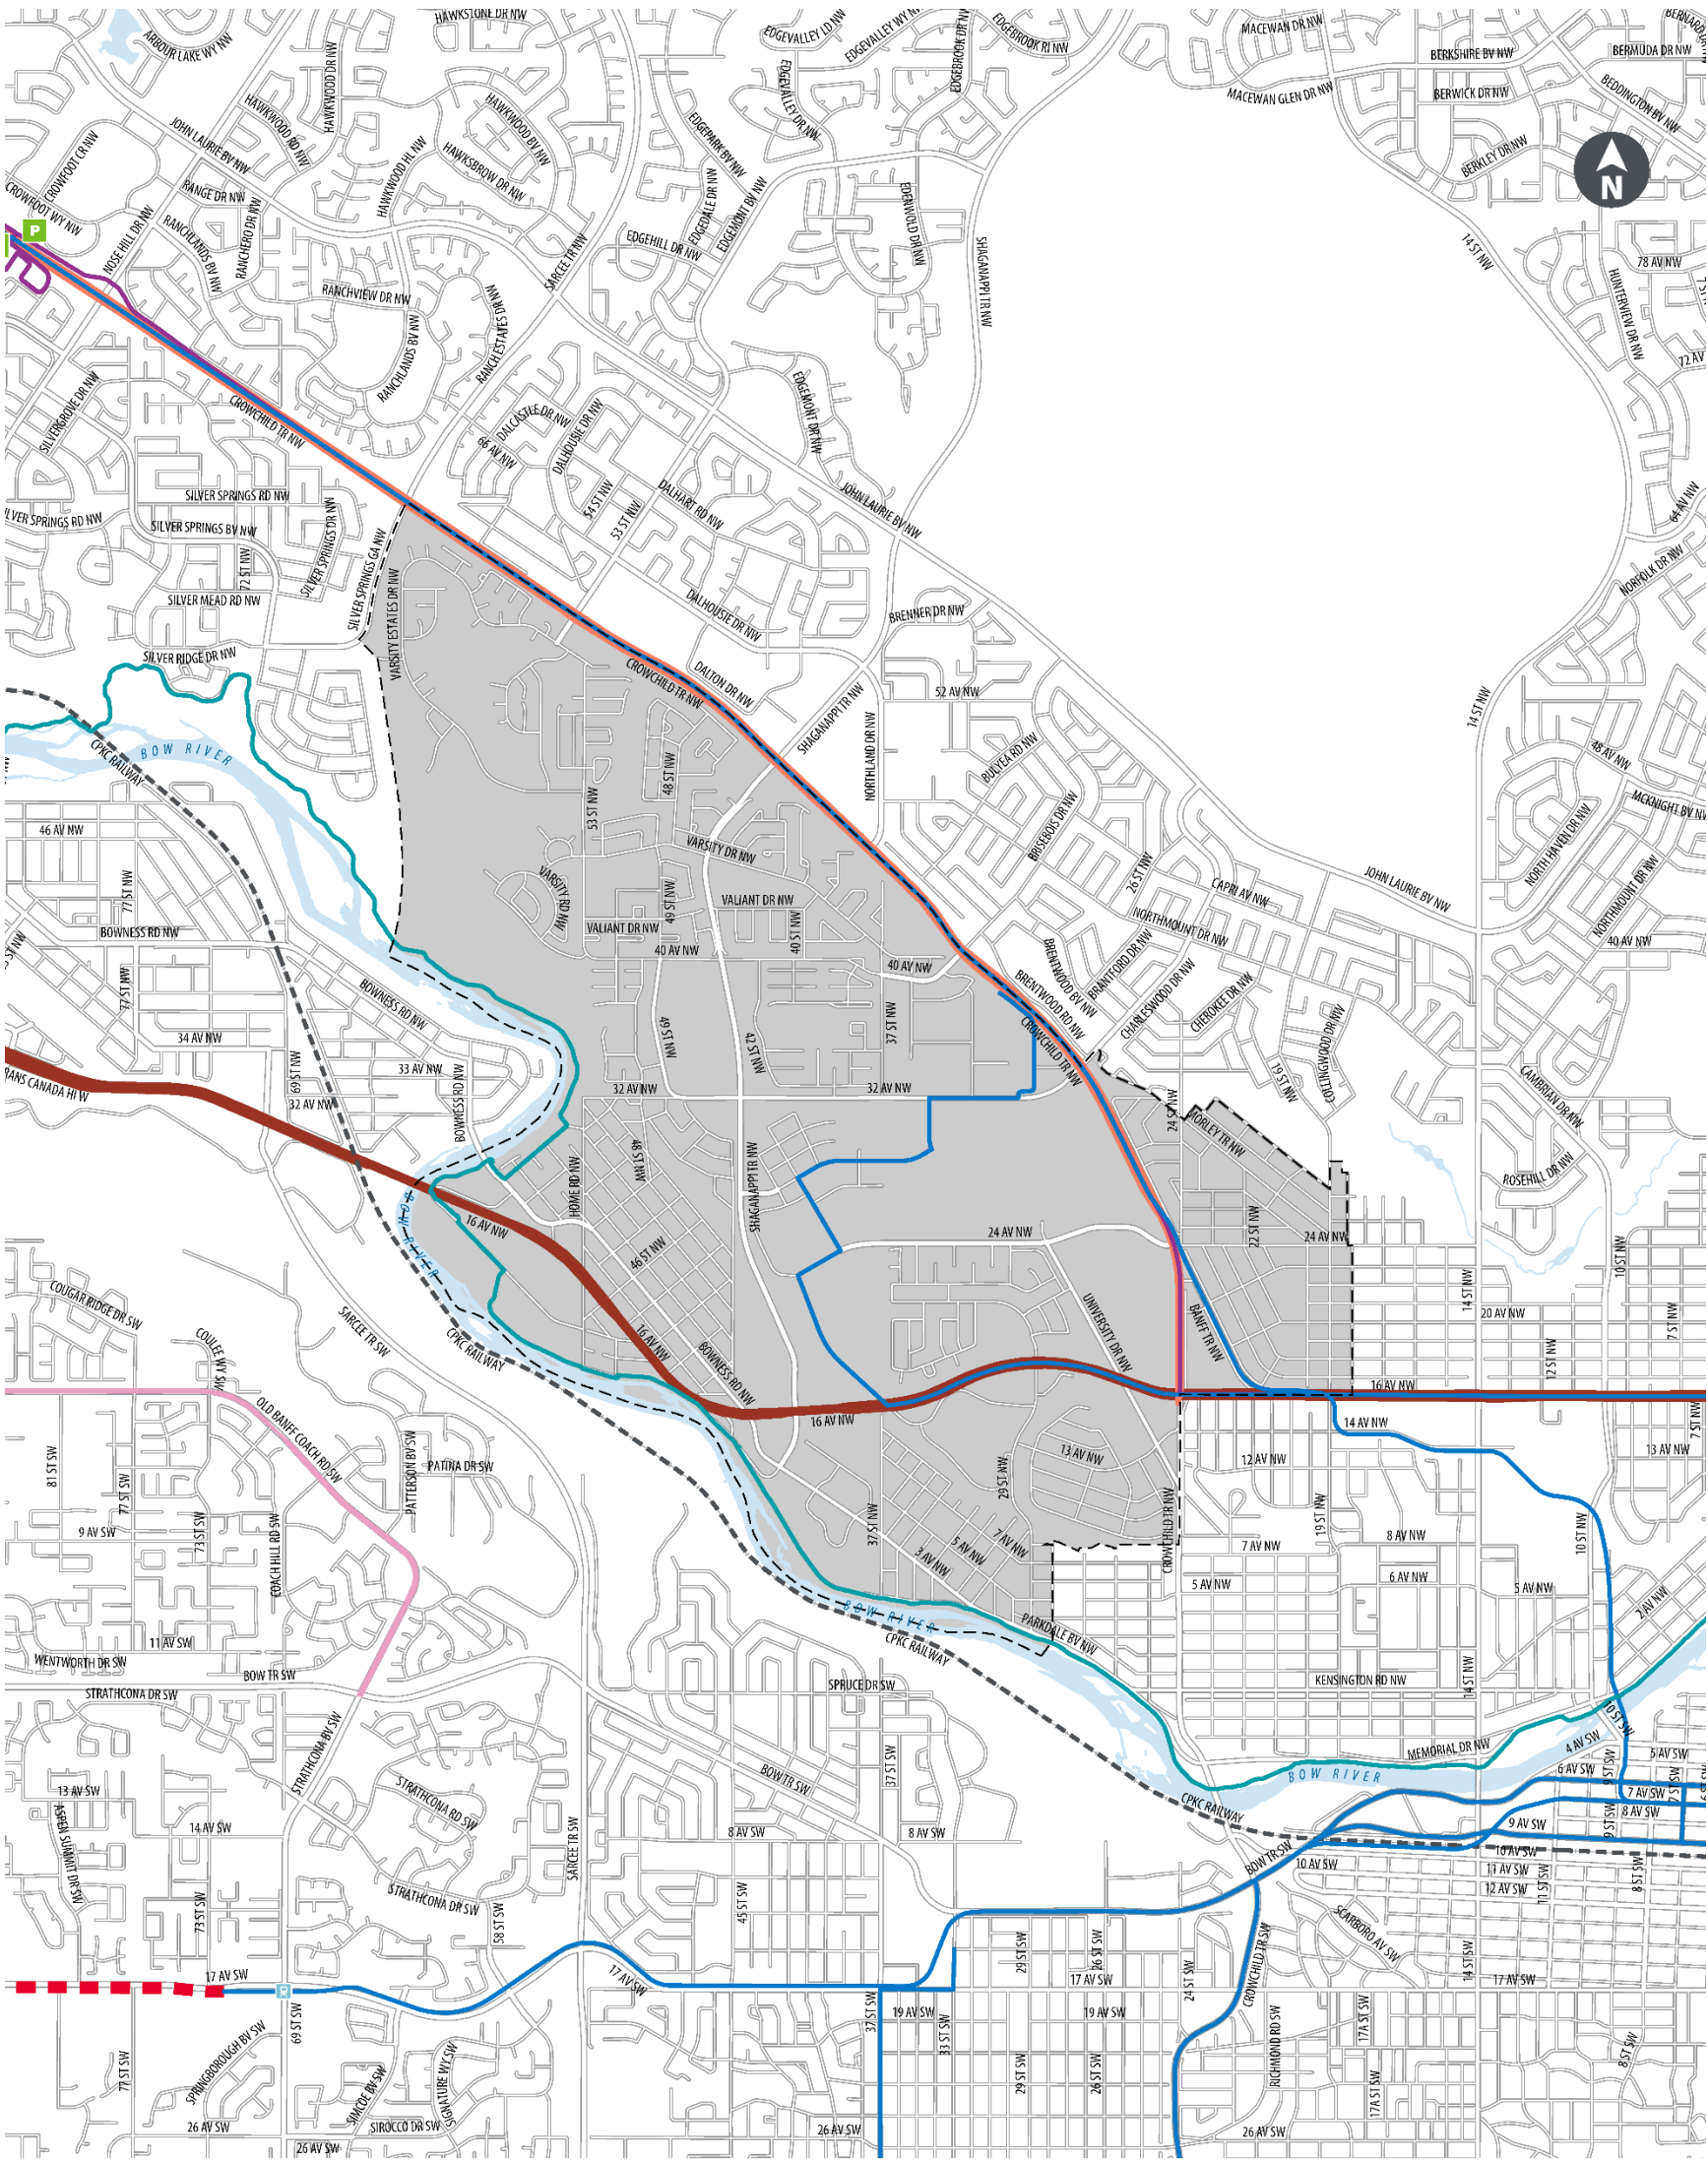 HAWKSTONE DR NW
ARBOUR LAKE WY NW
HAWKWOOD DR NW
EDGEVALLEY LD NW
EDGEBROOK DR NW
EDGEBROOK RI NW
MACEWAN DR NW
BERKSHIRE BV NW
BERMUDA DR NW
EDGEVALLEY DR NW
MACEWAN GLEN DR NW
BERWICK DR NW
BEDDINGTON BV NW
HAWKWOOD RD NW
HAWKWOOD BV NW
JOHN LAURIE BV NW
CROWFOOT CR NW
EDGEPARK BV NW
BERKLEY DR NW
N
HAWKSBROW DR NW
HAWKWOOD HL NW
RANGE DR NW
CROWFOOT WY NW
EDGEDALE DR NW
EDGEMONT BV NW
EDENWOLD DR NW
P
NOSE HILL DR NW
RANCHLANDS BV NW
RANCHERO DR NW
EDGEHILL DR NW
SARCEE TR NW
SHAGANAPPI TR NW
14 ST NW
78 AV NW
RANCHVIEW DR NW
RANCH ESTATES DR NW
HUNTERVIEW DR NW
RANCHLANDS BV NW
72 AV
SILVERGROVE DR NW
CROWCHILD TR NW
DALCASTLE DR NW
66 AV NW
DALHOUSIE DR NW
EDGEMONT DR NW
SILVER SPRINGS RD NW
54 ST NW
DALHART RD NW
JOHN LAURIE BV NW
64 AV NW
SILVER SPRINGS BV NW
SILVER SPRINGS DR NW
53 ST NW
72 ST NW
SILVER SPRINGS GA NW
SILVER MEAD RD NW
VARSITY ESTATES DR NW
DALHOUSIE DR NW
BRENNER DR NW
NORFOLK DR NW
SILVER RIDGE DR NW
CROWCHILD TR NW
DALTON DR NW
52 AV NW
14 ST NW
SHAGANAPPI TR NW
BOW RIVER
CPKC RAILWAY
NORTHLAND DR NW
BULYEA RD NW
48 AV NW
48 ST NW
53 ST NW
MCKNIGHT BV NW
46 AV NW
VARSITY DR NW
BRISEBOIS DR NW
NORTH HAVEN DR NW
26 ST NW
CAPRI AV NW
JOHN LAURIE BV NW
NORTHMOUNT DR NW
77 ST NW
VARSITY RD NW
49 ST NW
VALIANT DR NW
NORTHMOUNT DR NW
BOWNESS RD NW
VALIANT DR NW
40 ST NW
40 AV NW
40 AV NW
40 AV NW
77 ST NW
BOWNESS RD NW
BRENTWOOD BV NW
BRANTFORD DR NW
BRENTWOOD RD NW
CHARLESWOOD DR NW
CHEROKEE DR NW
34 AV NW
49 ST NW
42 ST NW
37 ST NW
CROWCHILD TR NW
COLLINGWOOD DR NW
19 ST NW
33 AV NW
69 ST NW
32 AV NW
BOWNESS RD NW
32 AV NW
32 AV NW
24 ST NW
MORLEY TR NW
CAMBRIAN DR NW
48 ST NW
HOME RD NW
SHAGANAPPI TR NW
ROSEHILL DR NW
BOW RIVER
16 AV NW
46 ST NW
24 AV NW
22 ST NW
24 AV NW
10 ST NW
COUGAR RIDGE DR SW
SARCEE TR SW
COULEE WY SW
CPKC RAILWAY
16 AV NW
BOWNESS RD NW
UNIVERSITY DR NW
BANFF TR NW
14 ST NW
20 AV NW
12 ST NW
7 ST NW
16 AV NW
16 AV NW
OLD BANFF COACH RD SW
14 AV NW
13 AV NW
12 AV NW
13 AV NW
7 ST NW
81 ST SW
77 ST SW
PATTERSON BV SW
PATINA DR SW
29 ST NW
9 AV SW
73 ST SW
COACH HILL RD SW
37 ST NW
3 AV NW
5 AV NW
7 AV NW
CROWCHILD TR NW
19 ST NW
8 AV NW
7 AV NW
10 ST NW
6 AV NW
5 AV NW
5 AV NW
2 AV NW
BOW RIVER
PARKDALE BV NW
CPKC RAILWAY
11 AV SW
WENTWORTH DR SW
BOW TR SW
STRATHCONA DR SW
SPRUCE DR SW
KENSINGTON RD NW
14 ST NW
10 ST SW
STRATHCONA BV SW
MEMORIAL DR NW
4 AV SW
5 AV SW
37 ST SW
BOW TR SW
BOW RIVER
6 AV SW
9 ST SW
7 ST SW
13 AV SW
STRATHCONA RD SW
CPKC RAILWAY
7 AV SW
8 AV SW
ASPEN SUMMIT DR SW
14 AV SW
8 AV SW
8 AV SW
9 AV SW
9 ST SW
SARCEE TR SW
BOW TR SW
10 AV SW
10 AV SW
11 AV SW
12 AV SW
11 ST SW
8 ST SW
73 ST SW
STRATHCONA DR SW
58 ST SW
45 ST SW
29 ST SW
26 ST SW
CROWCHILD TR SW
SCARBORO AV SW
14 ST SW
17 AV SW
17 AV SW
17 AV SW
24 ST SW
17 AV SW
69 ST SW
37 ST SW
19 AV SW
33 ST SW
19 AV SW
RICHMOND RD SW
17A ST SW
77 ST SW
SPRINGBOROUGH BV SW
SIMCOE BV SW
SIGNATURE WY SW
29 ST SW
26 ST SW
17A ST SW
8 ST SW
26 AV SW
SIROCCO DR SW
26 AV SW
26 AV SW
26 AV SW